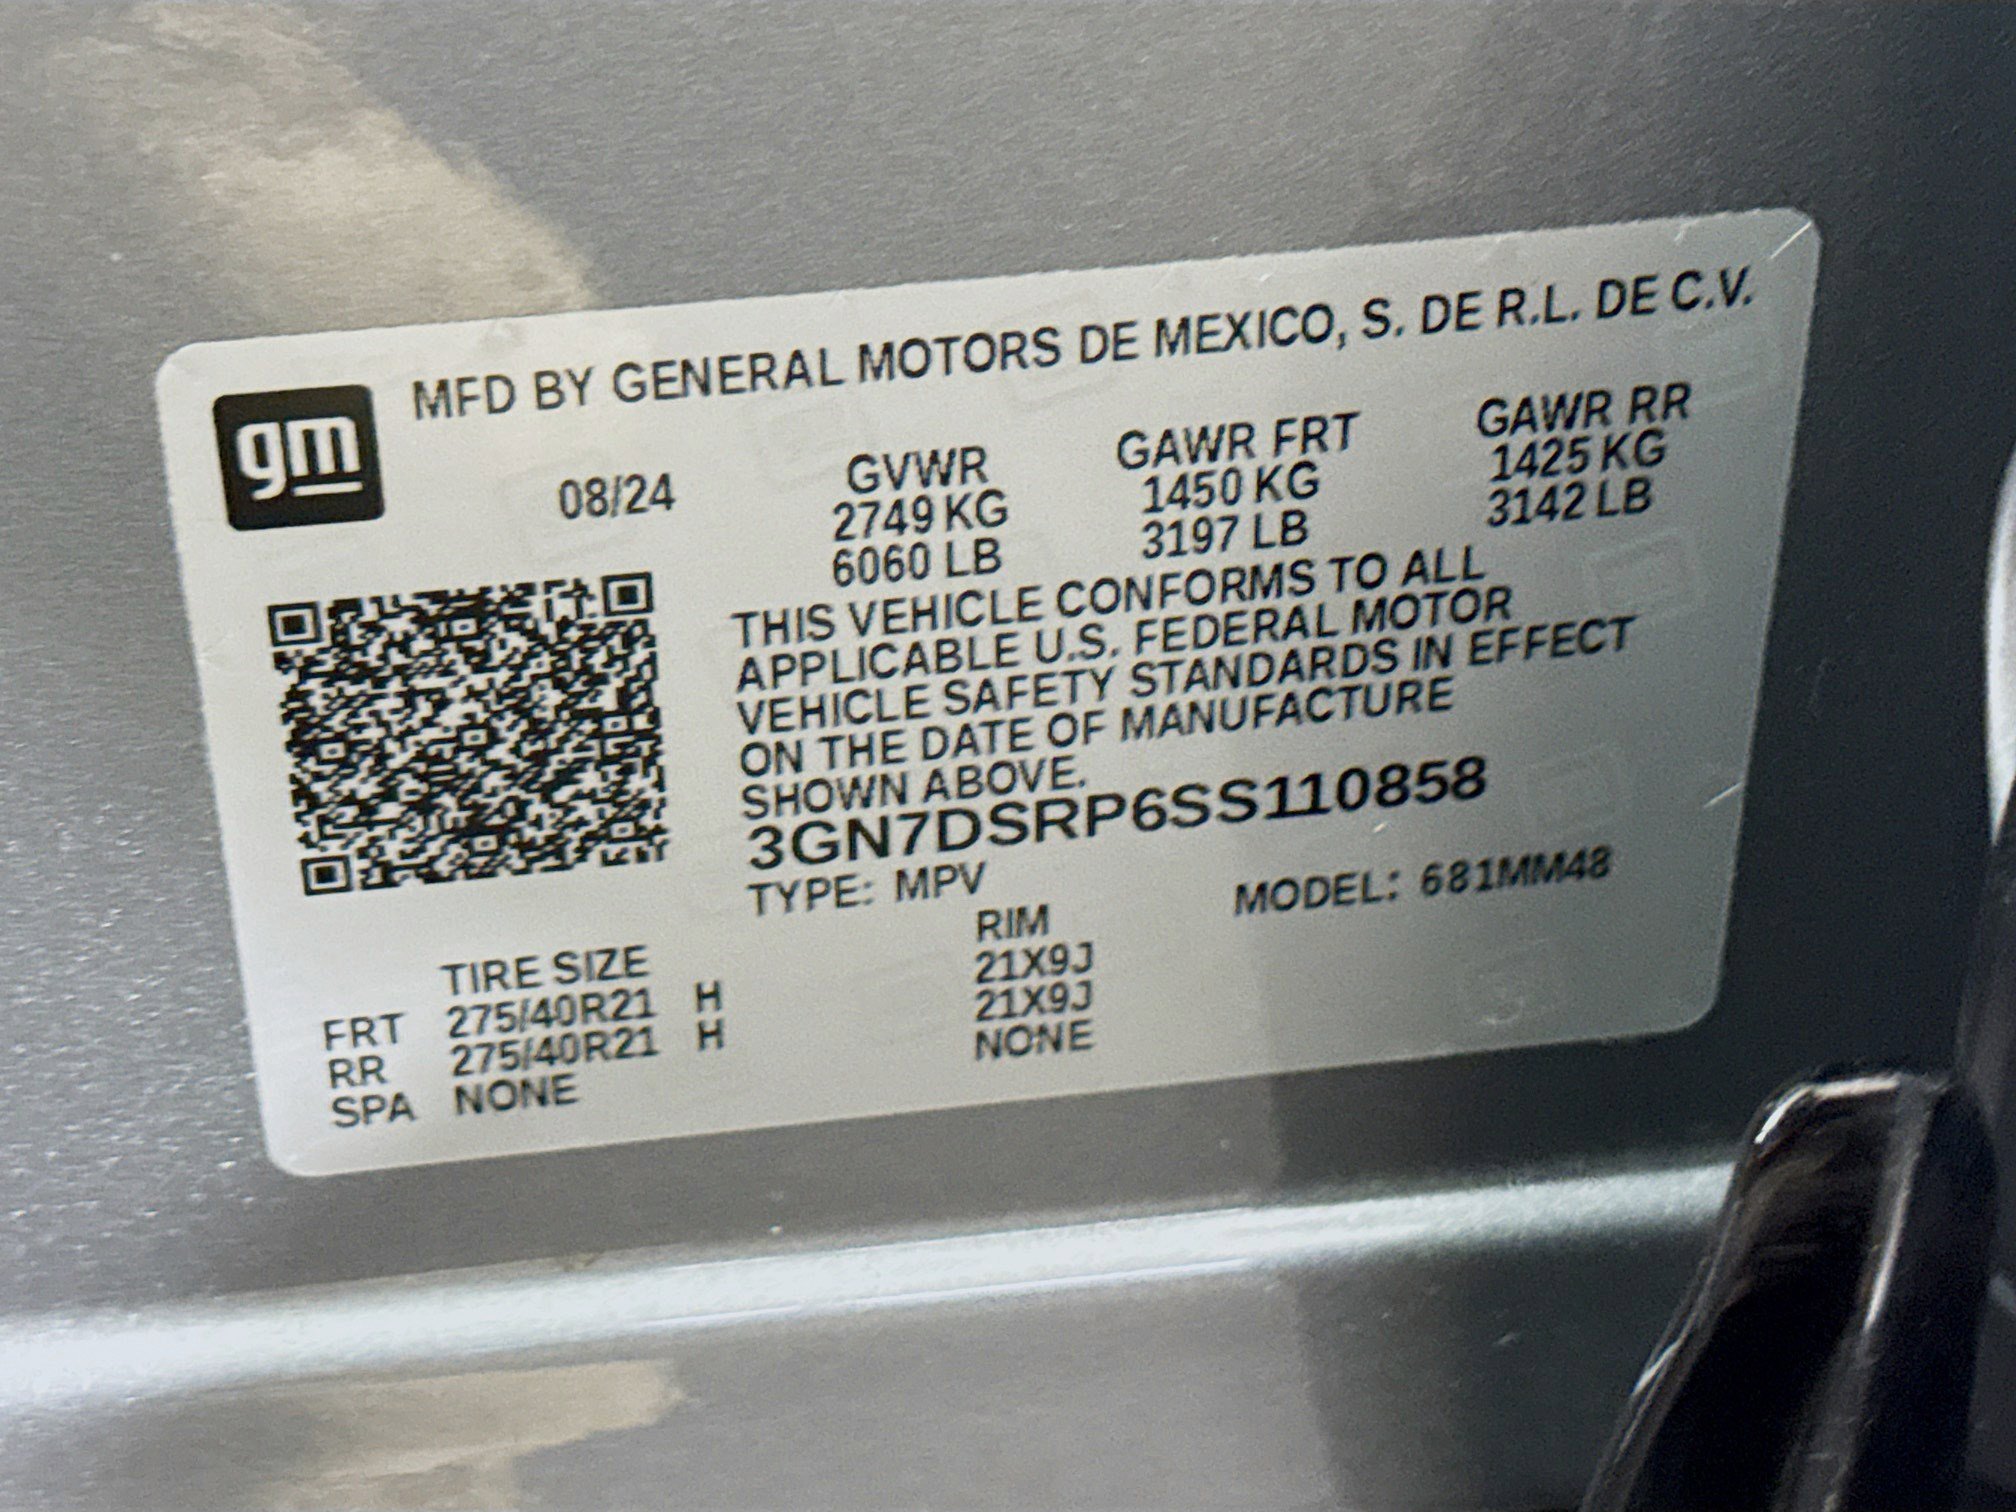 MFD BY GENERAL MOTORS DE MEXICO, S. DE R.L. DE C.V.
gm
08/24
GVWR
2749 KG
6060 LB
GAWR FRT
1450 KG
3197 LB
GAWR RR
1425 KG
3142 LB
THIS VEHICLE CONFORMS TO ALL
APPLICABLE U.S. FEDERAL MOTOR
VEHICLE SAFETY STANDARDS IN EFFECT
ON THE DATE OF MANUFACTURE
SHOWN ABOVE.
3GN7DSRP6SS110858
TYPE: MPV MODEL: 681MM48
TIRE SIZE RIM
FRT 275/40R21 H 21X9J
RR 275/40R21 H 21X9J
SPA NONE NONE